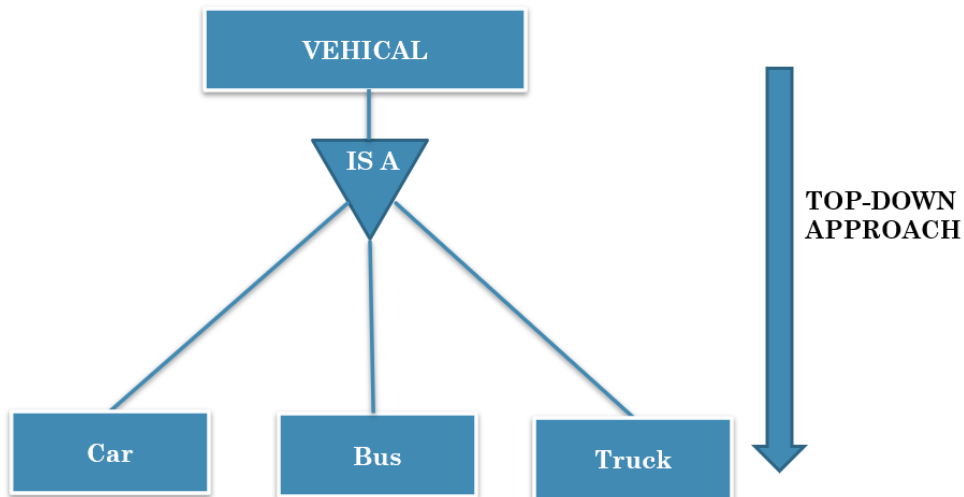 VEHICAL
IS A
TOP-DOWN
APPROACH
Car
Bus
Truck